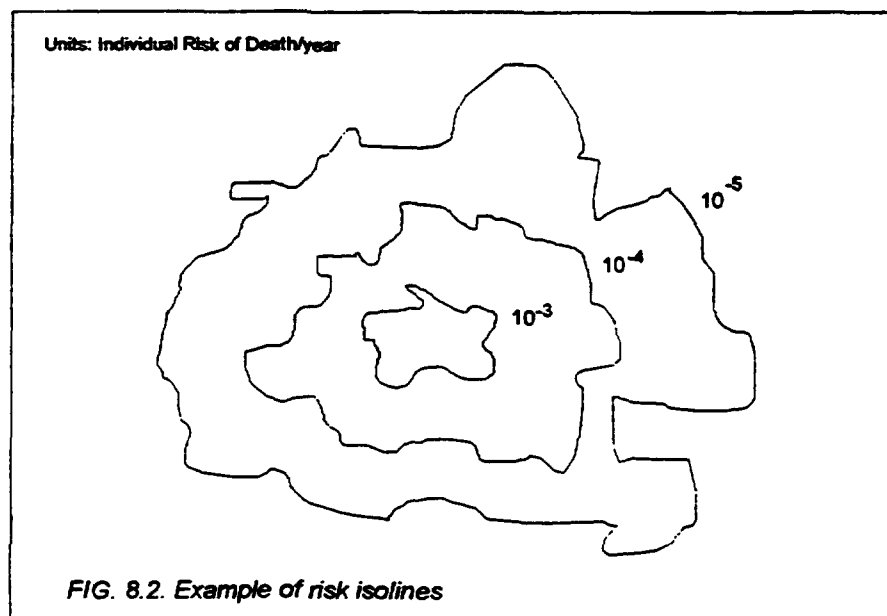 Units: Individual Risk of Death/year
10⁻⁵
10⁻⁴
10⁻³
FIG. 8.2. Example of risk isolines